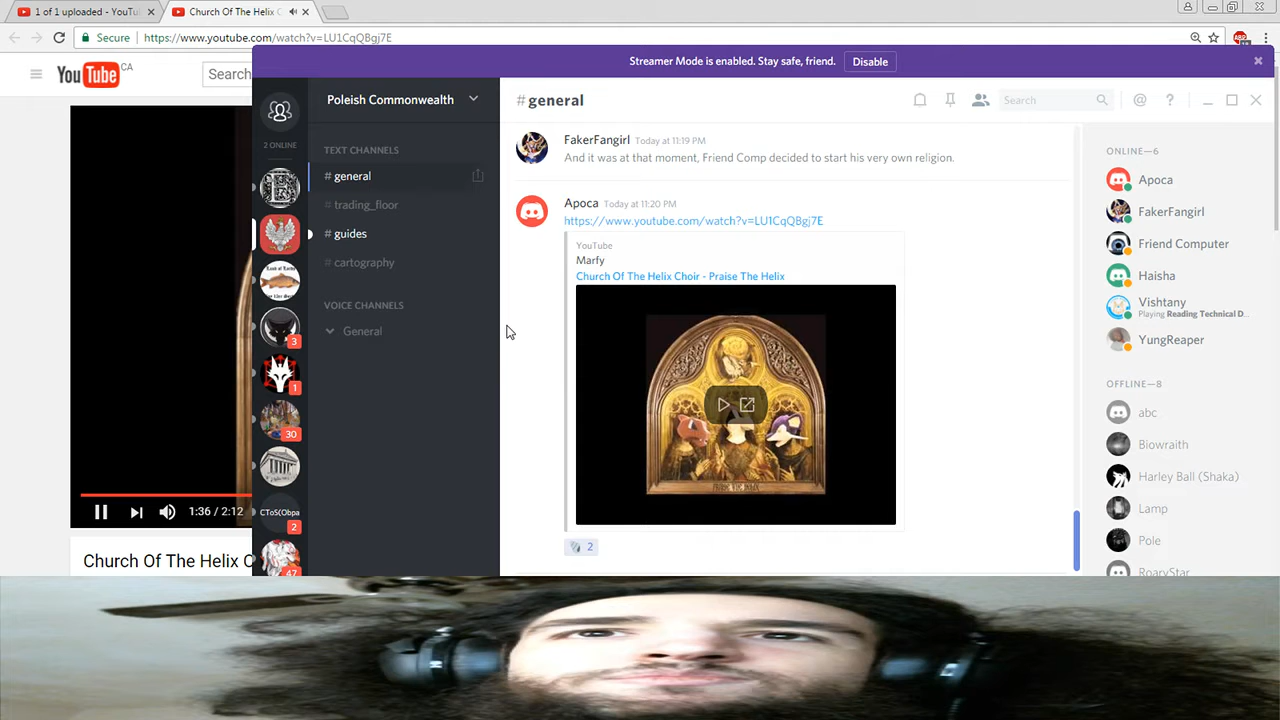 1 of 1 uploaded - YouTu
Church Of The Helix C
Secure
https://www.youtube.com/watch?v=LU1CqQBgj7E
YouTube CA
Search
Streamer Mode is enabled. Stay safe, friend.
Disable
Poleish Commonwealth
#general
Search
2 ONLINE
TEXT CHANNELS
# general
# trading_floor
# guides
# cartography
VOICE CHANNELS
General
3
1
30
CToS(Obpa
2
47
FakerFangirl Today at 11:19 PM
And it was at that moment, Friend Comp decided to start his very own religion.
Apoca Today at 11:20 PM
https://www.youtube.com/watch?v=LU1CqQBgj7E
YouTube
Marfy
Church Of The Helix Choir - Praise The Helix
PRAISE THE HELIX
2
ONLINE—6
Apoca
FakerFangirl
Friend Computer
Haisha
Vishtany
Playing Reading Technical D...
YungReaper
OFFLINE—8
abc
Biowraith
Harley Ball (Shaka)
Lamp
Pole
RoaryStar
1:36 / 2:12
Church Of The Helix C